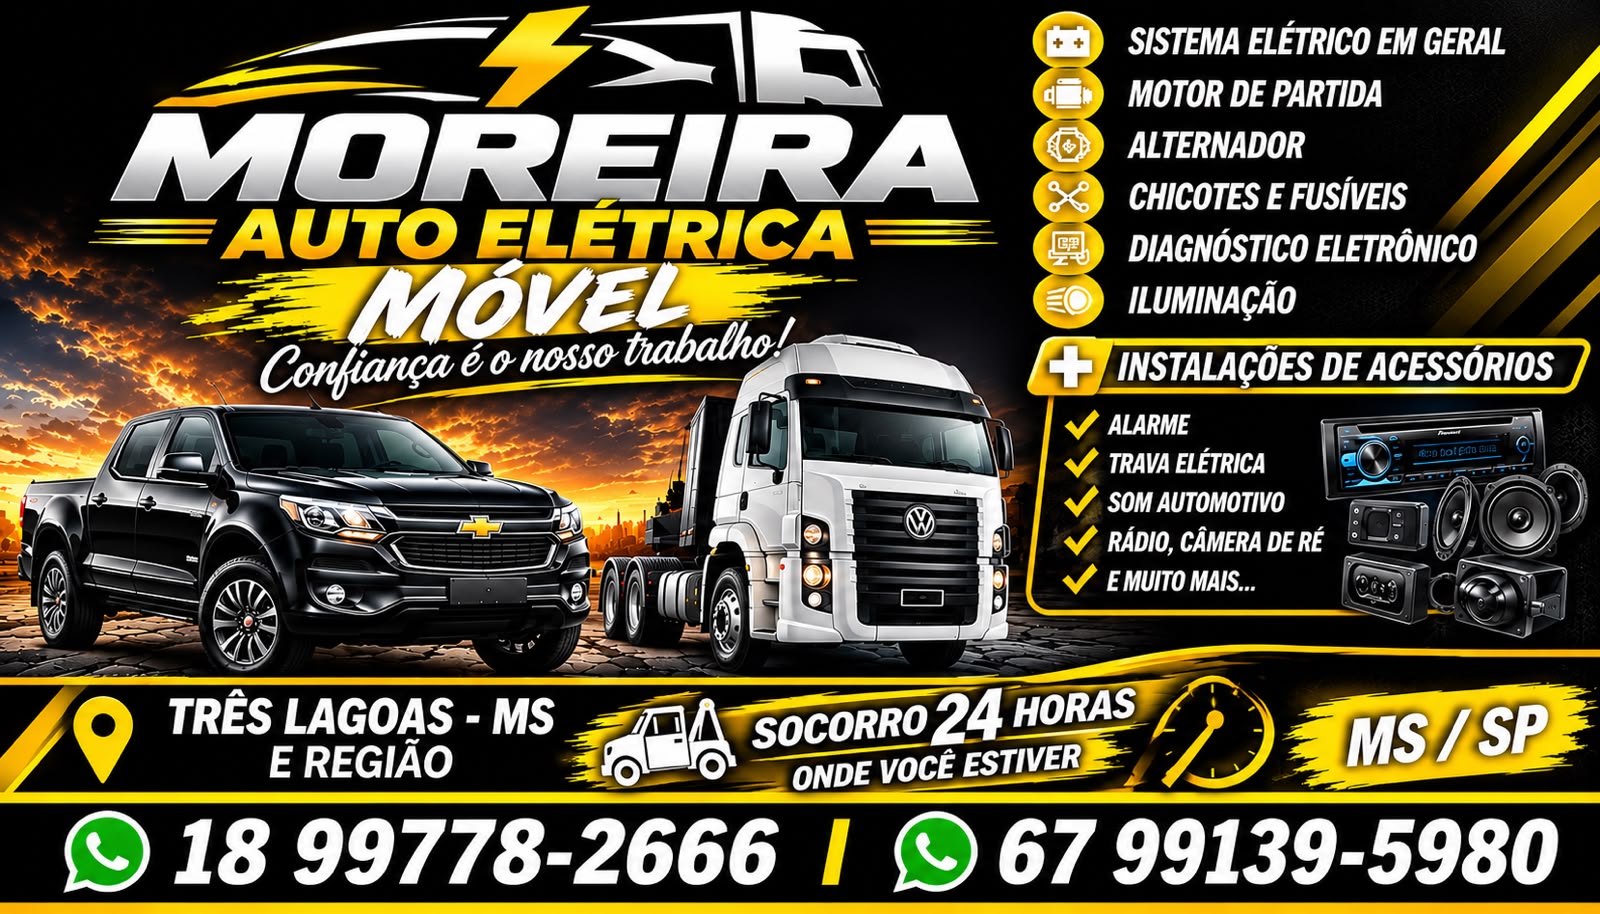 MOREIRA
AUTO ELÉTRICA
MÓVEL
Confiança é o nosso trabalho!
SISTEMA ELÉTRICO EM GERAL
MOTOR DE PARTIDA
ALTERNADOR
CHICOTES E FUSÍVEIS
DIAGNÓSTICO ELETRÔNICO
ILUMINAÇÃO
INSTALAÇÕES DE ACESSÓRIOS
ALARME
TRAVA ELÉTRICA
SOM AUTOMOTIVO
RÁDIO, CÂMERA DE RÉ
E MUITO MAIS...
TRÊS LAGOAS - MS
E REGIÃO
SOCORRO 24 HORAS
ONDE VOCÊ ESTIVER
MS / SP
18 99778-2666 / 67 99139-5980